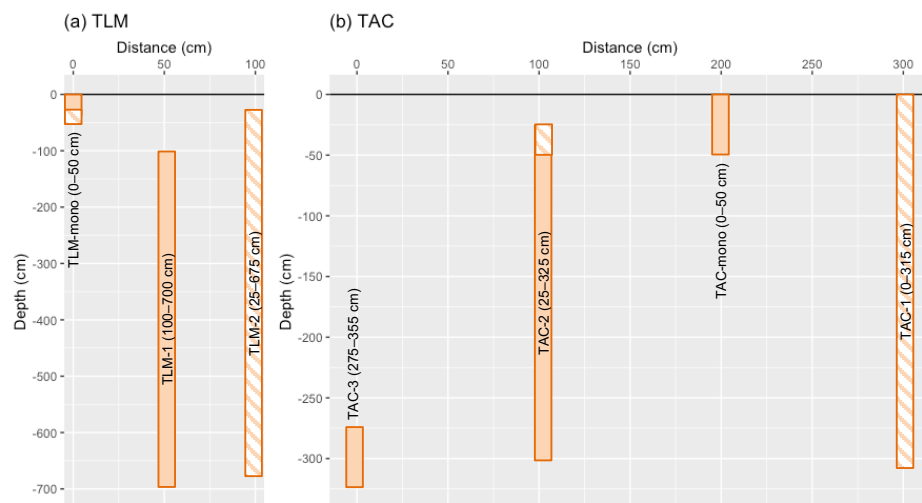 (a) TLM
Distance (cm)
0 50 100
0
-100
-200
-300
-400
-500
-600
-700
Depth (cm)
TLM-mono (0–50 cm)
TLM-1 (100–700 cm)
TLM-2 (25–675 cm)
(b) TAC
Distance (cm)
0 50 100 150 200 250 300
0
-50
-100
-150
-200
-250
-300
Depth (cm)
TAC-3 (275–355 cm)
TAC-2 (25–325 cm)
TAC-mono (0–50 cm)
TAC-1 (0–315 cm)